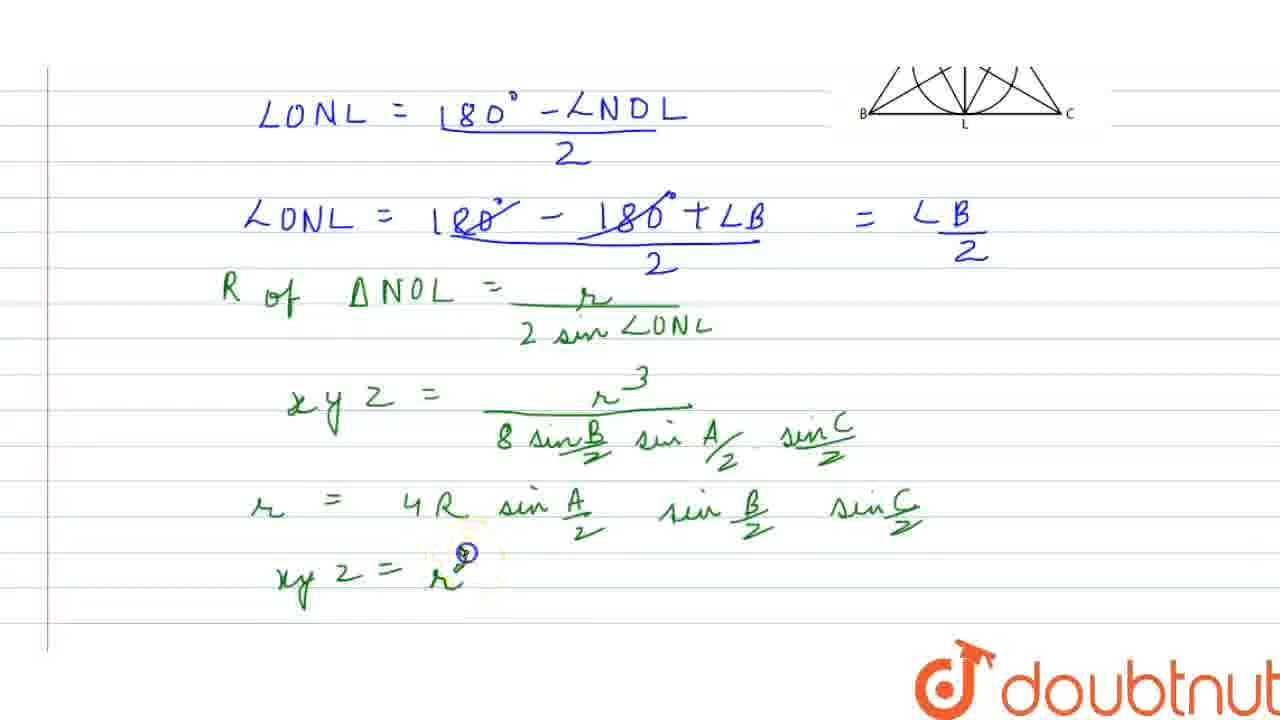 ∠ONL = 180° - ∠NOL / 2
B L C
∠ONL = 180° - 180° + ∠B / 2 = ∠B / 2
R of ΔNOL = r / 2 sin ∠ONL
xyz = r³ / 8 sin B/2 sin A/2 sin C/2
r = 4R sin A/2 sin B/2 sin C/2
xyz = r
doubtnut